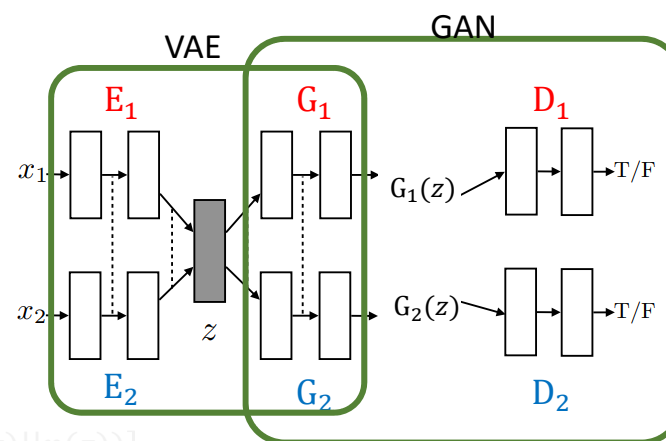 VAE
GAN
E₁
G₁
D₁
x₁
G₁(z)
T/F
x₂
z
G₂(z)
T/F
E₂
G₂
D₂